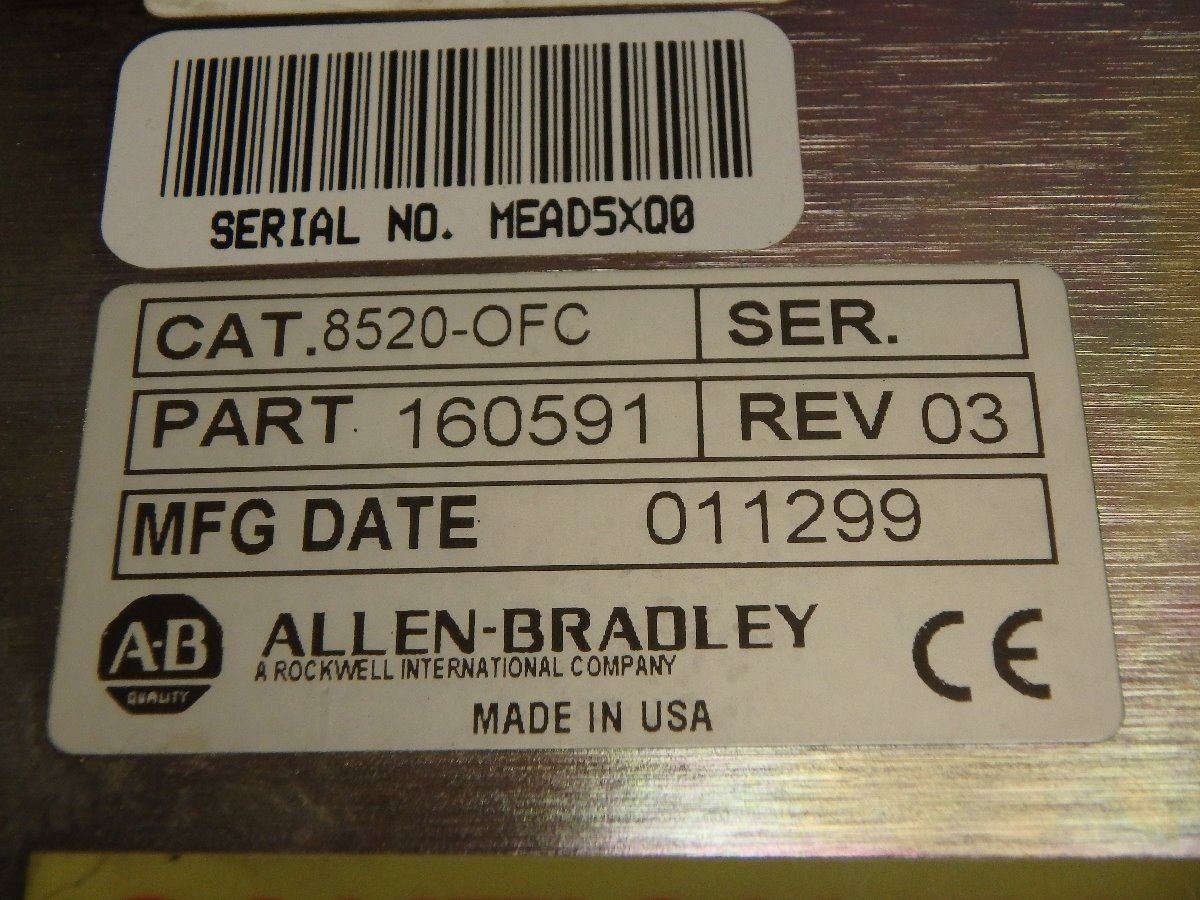 SERIAL NO. MEAD5XQ0
CAT. 8520-OFC SER.
PART 160591 REV 03
MFG DATE 011299
A-B ALLEN-BRADLEY CE
QUALITY A ROCKWELL INTERNATIONAL COMPANY
MADE IN USA